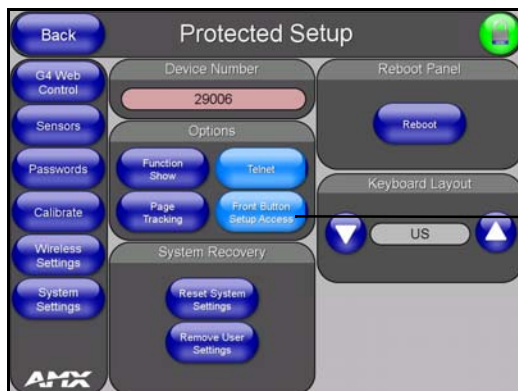 Back
Protected Setup
G4 Web
Control
Sensors
Passwords
Calibrate
Wireless
Settings
System
Settings
AMX
Device Number
29006
Options
Function
Show
Telnet
Page
Tracking
Front Button
Setup Access
System Recovery
Reset System
Settings
Remove User
Settings
Reboot Panel
Reboot
Keyboard Layout
US